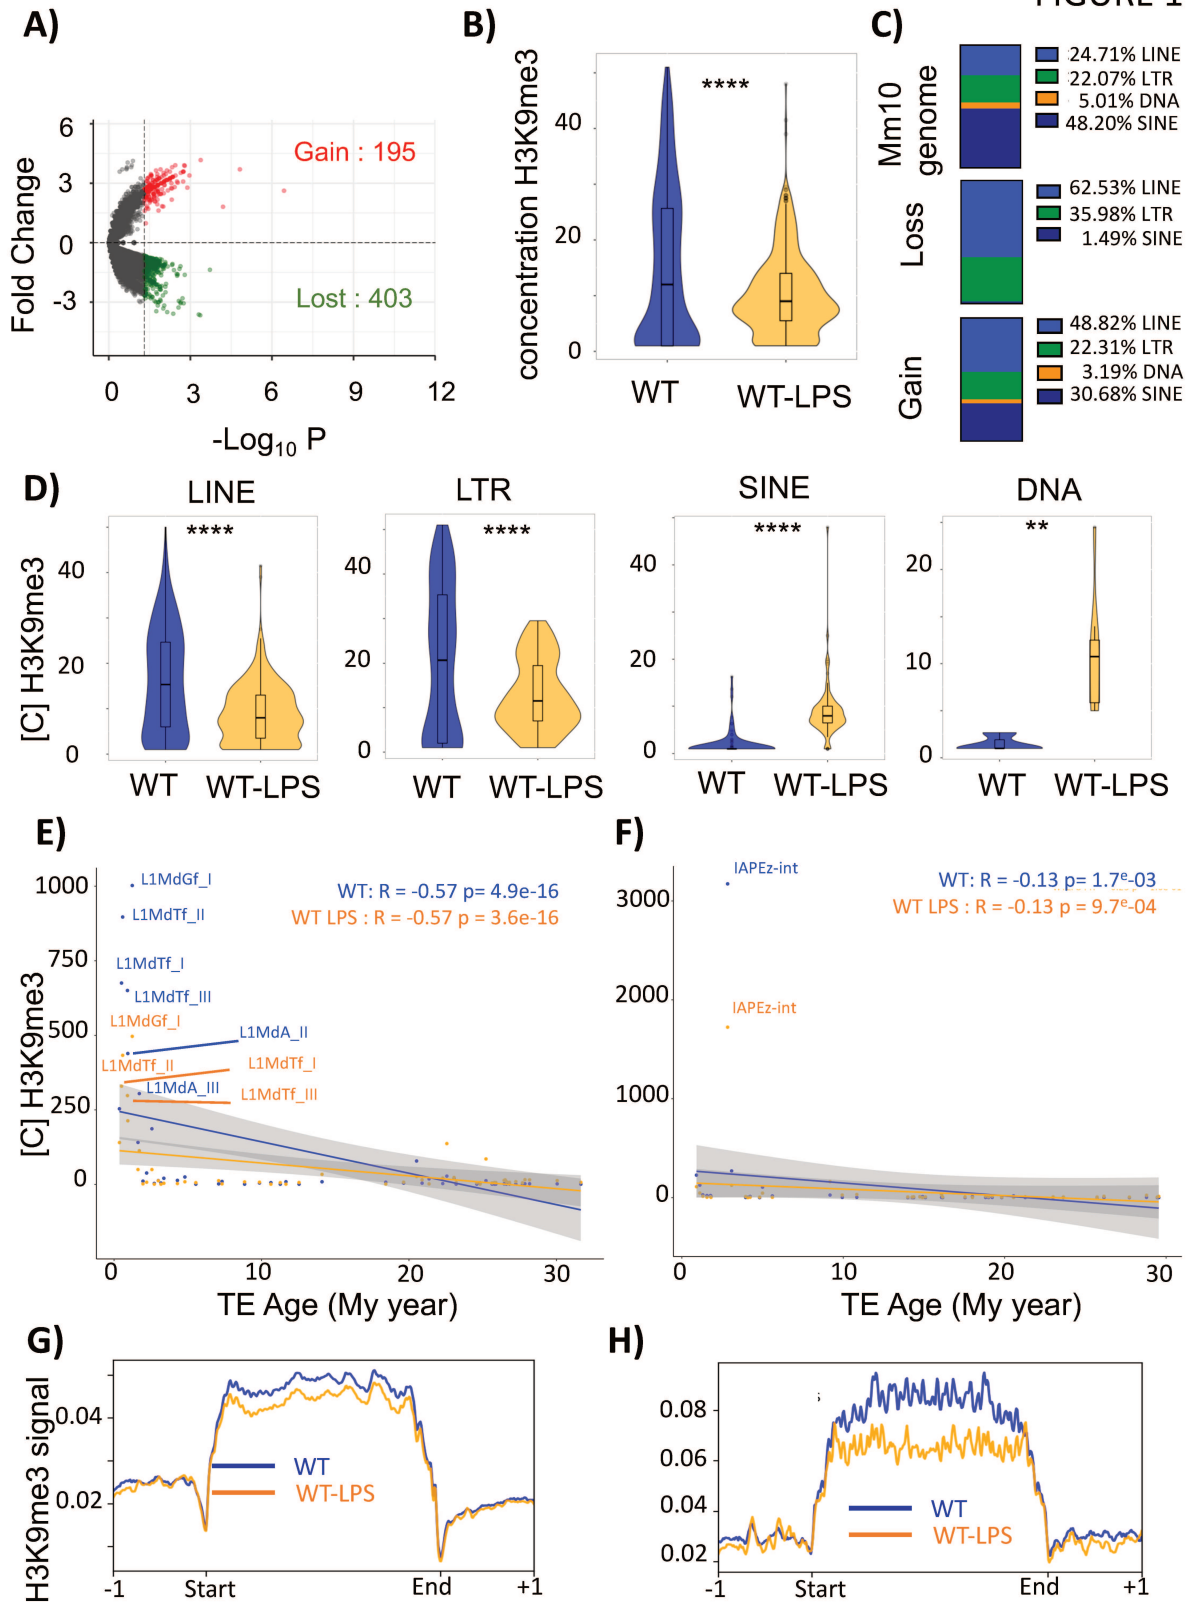 FIGURE 1
A)
6
3
0
-3
Fold Change
Gain : 195
Lost : 403
0 3 6 9 12
-Log10 P
B)
concentration H3K9me3
40
20
0
****
WT WT-LPS
C)
Mm10 genome
24.71% LINE
22.07% LTR
5.01% DNA
48.20% SINE
Loss
62.53% LINE
35.98% LTR
1.49% SINE
Gain
48.82% LINE
22.31% LTR
3.19% DNA
30.68% SINE
D)
[C] H3K9me3
LINE
****
40
20
0
WT WT-LPS
LTR
****
40
20
0
WT WT-LPS
SINE
****
40
20
0
WT WT-LPS
DNA
**
20
10
0
WT WT-LPS
E)
[C] H3K9me3
1000
750
500
250
0
L1MdGf_I
L1MdTf_II
L1MdTf_I
L1MdTf_III
L1MdGf_I
L1MdA_II
L1MdTf_II
L1MdTf_I
L1MdA_III
L1MdTf_III
WT: R = -0.57 p= 4.9e-16
WT LPS : R = -0.57 p = 3.6e-16
0 10 20 30
TE Age (My year)
F)
3000
2000
1000
0
IAPEz-int
IAPEz-int
WT: R = -0.13 p= 1.7e-03
WT LPS : R = -0.13 p = 9.7e-04
0 10 20 30
TE Age (My year)
G)
H3K9me3 signal
0.04
0.02
WT
WT-LPS
-1 Start End +1
H)
0.08
0.06
0.04
0.02
WT
WT-LPS
-1 Start End +1